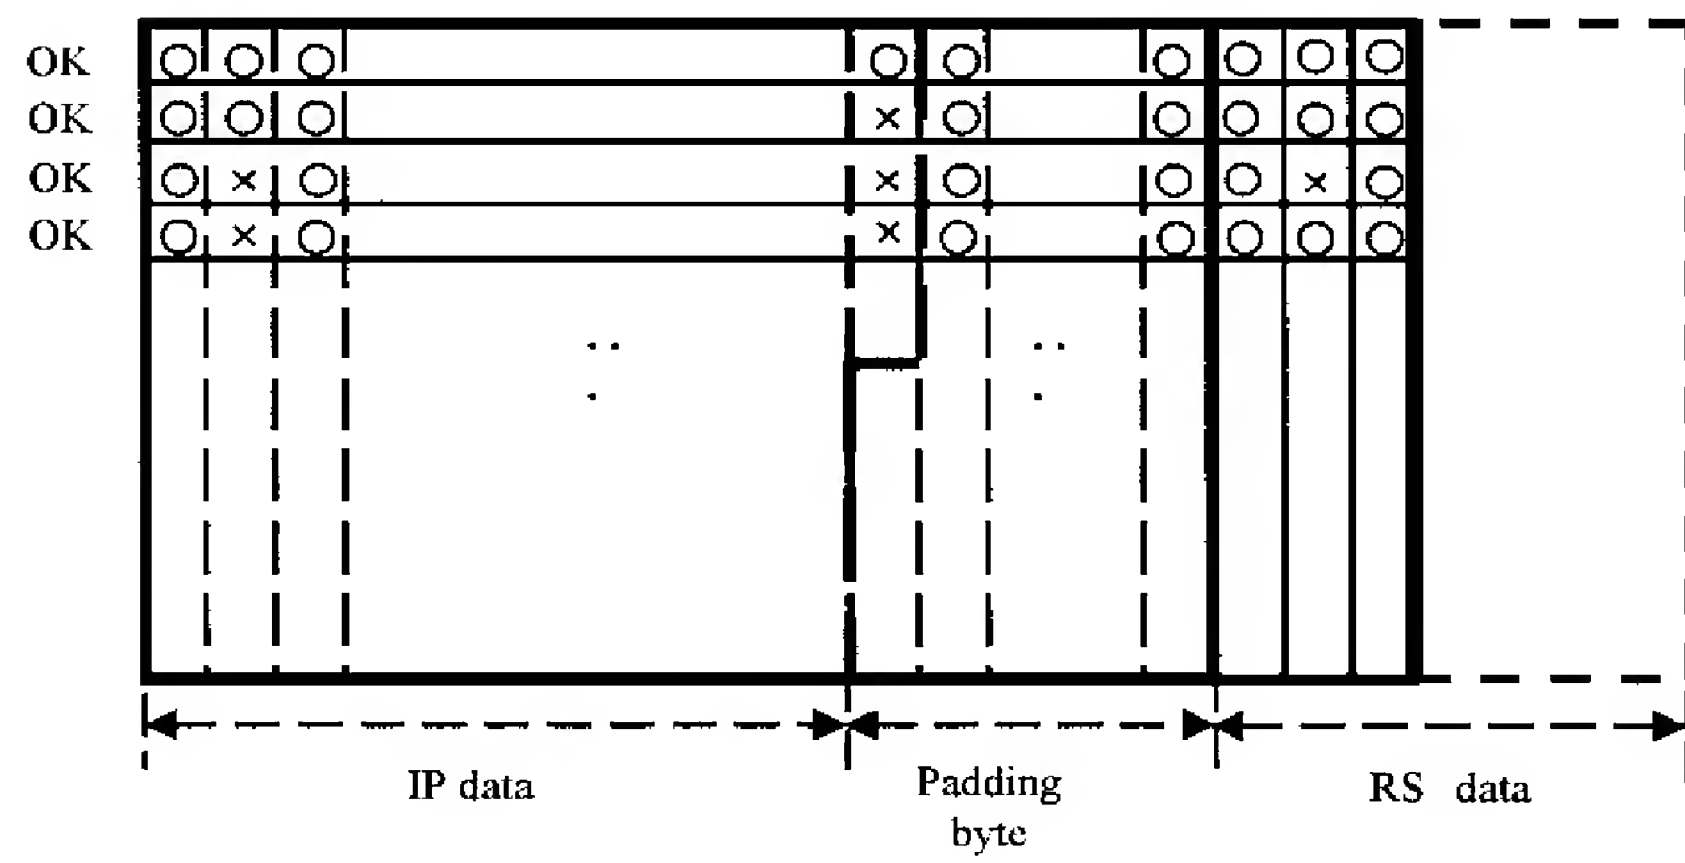 OK
OK
OK
OK
IP data
Padding
byte
RS data